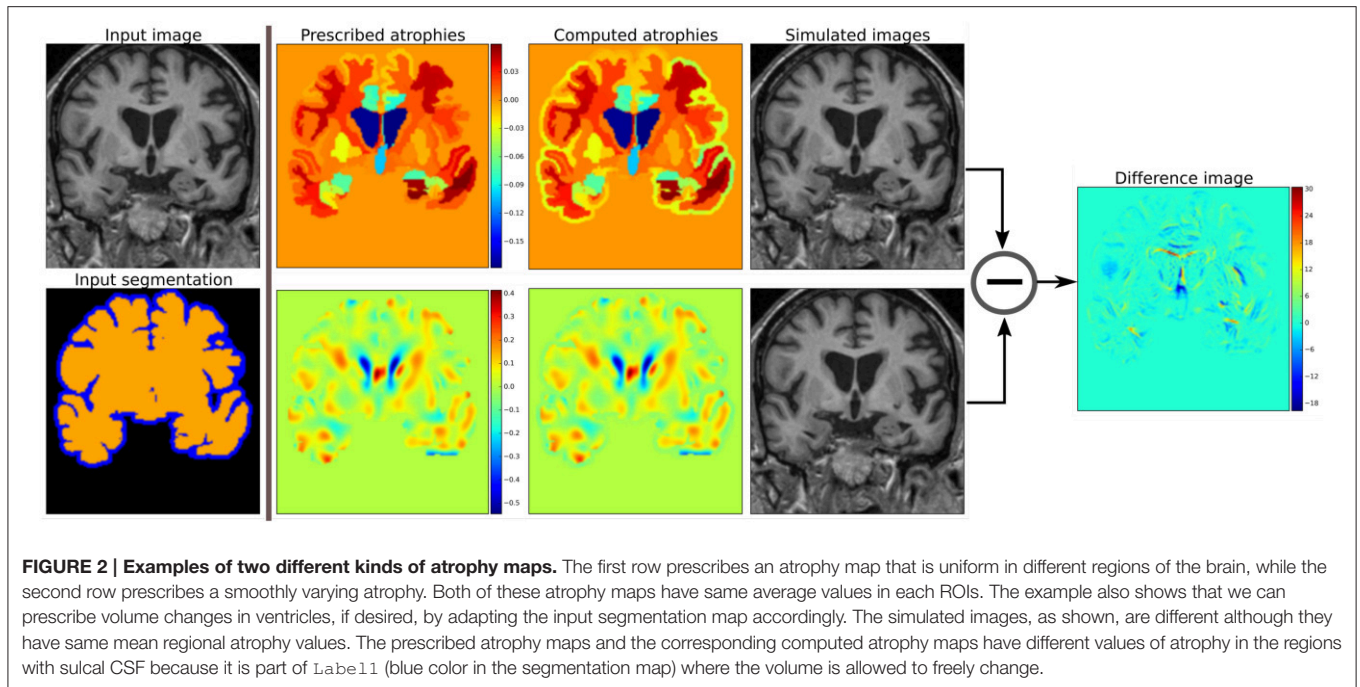 Input image
Prescribed atrophies
Computed atrophies
Simulated images
0.03
0.00
−0.03
−0.06
−0.09
−0.12
−0.15
Difference image
30
24
18
12
6
0
−6
−12
−18
Input segmentation
0.4
0.3
0.2
0.1
0.0
−0.1
−0.2
−0.3
−0.4
−0.5
FIGURE 2 | Examples of two different kinds of atrophy maps. The first row prescribes an atrophy map that is uniform in different regions of the brain, while the
second row prescribes a smoothly varying atrophy. Both of these atrophy maps have same average values in each ROIs. The example also shows that we can
prescribe volume changes in ventricles, if desired, by adapting the input segmentation map accordingly. The simulated images, as shown, are different although they
have same mean regional atrophy values. The prescribed atrophy maps and the corresponding computed atrophy maps have different values of atrophy in the regions
with sulcal CSF because it is part of Label1 (blue color in the segmentation map) where the volume is allowed to freely change.